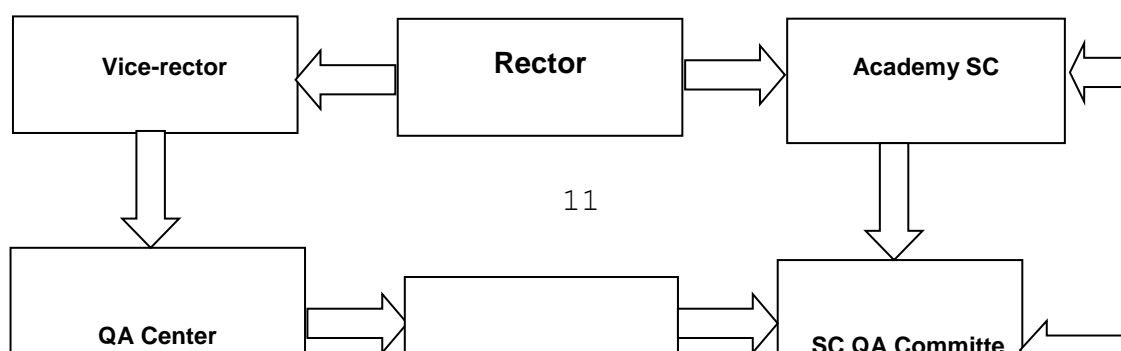 Vice-rector
Rector
Academy SC
11
QA Center
SC QA Committe